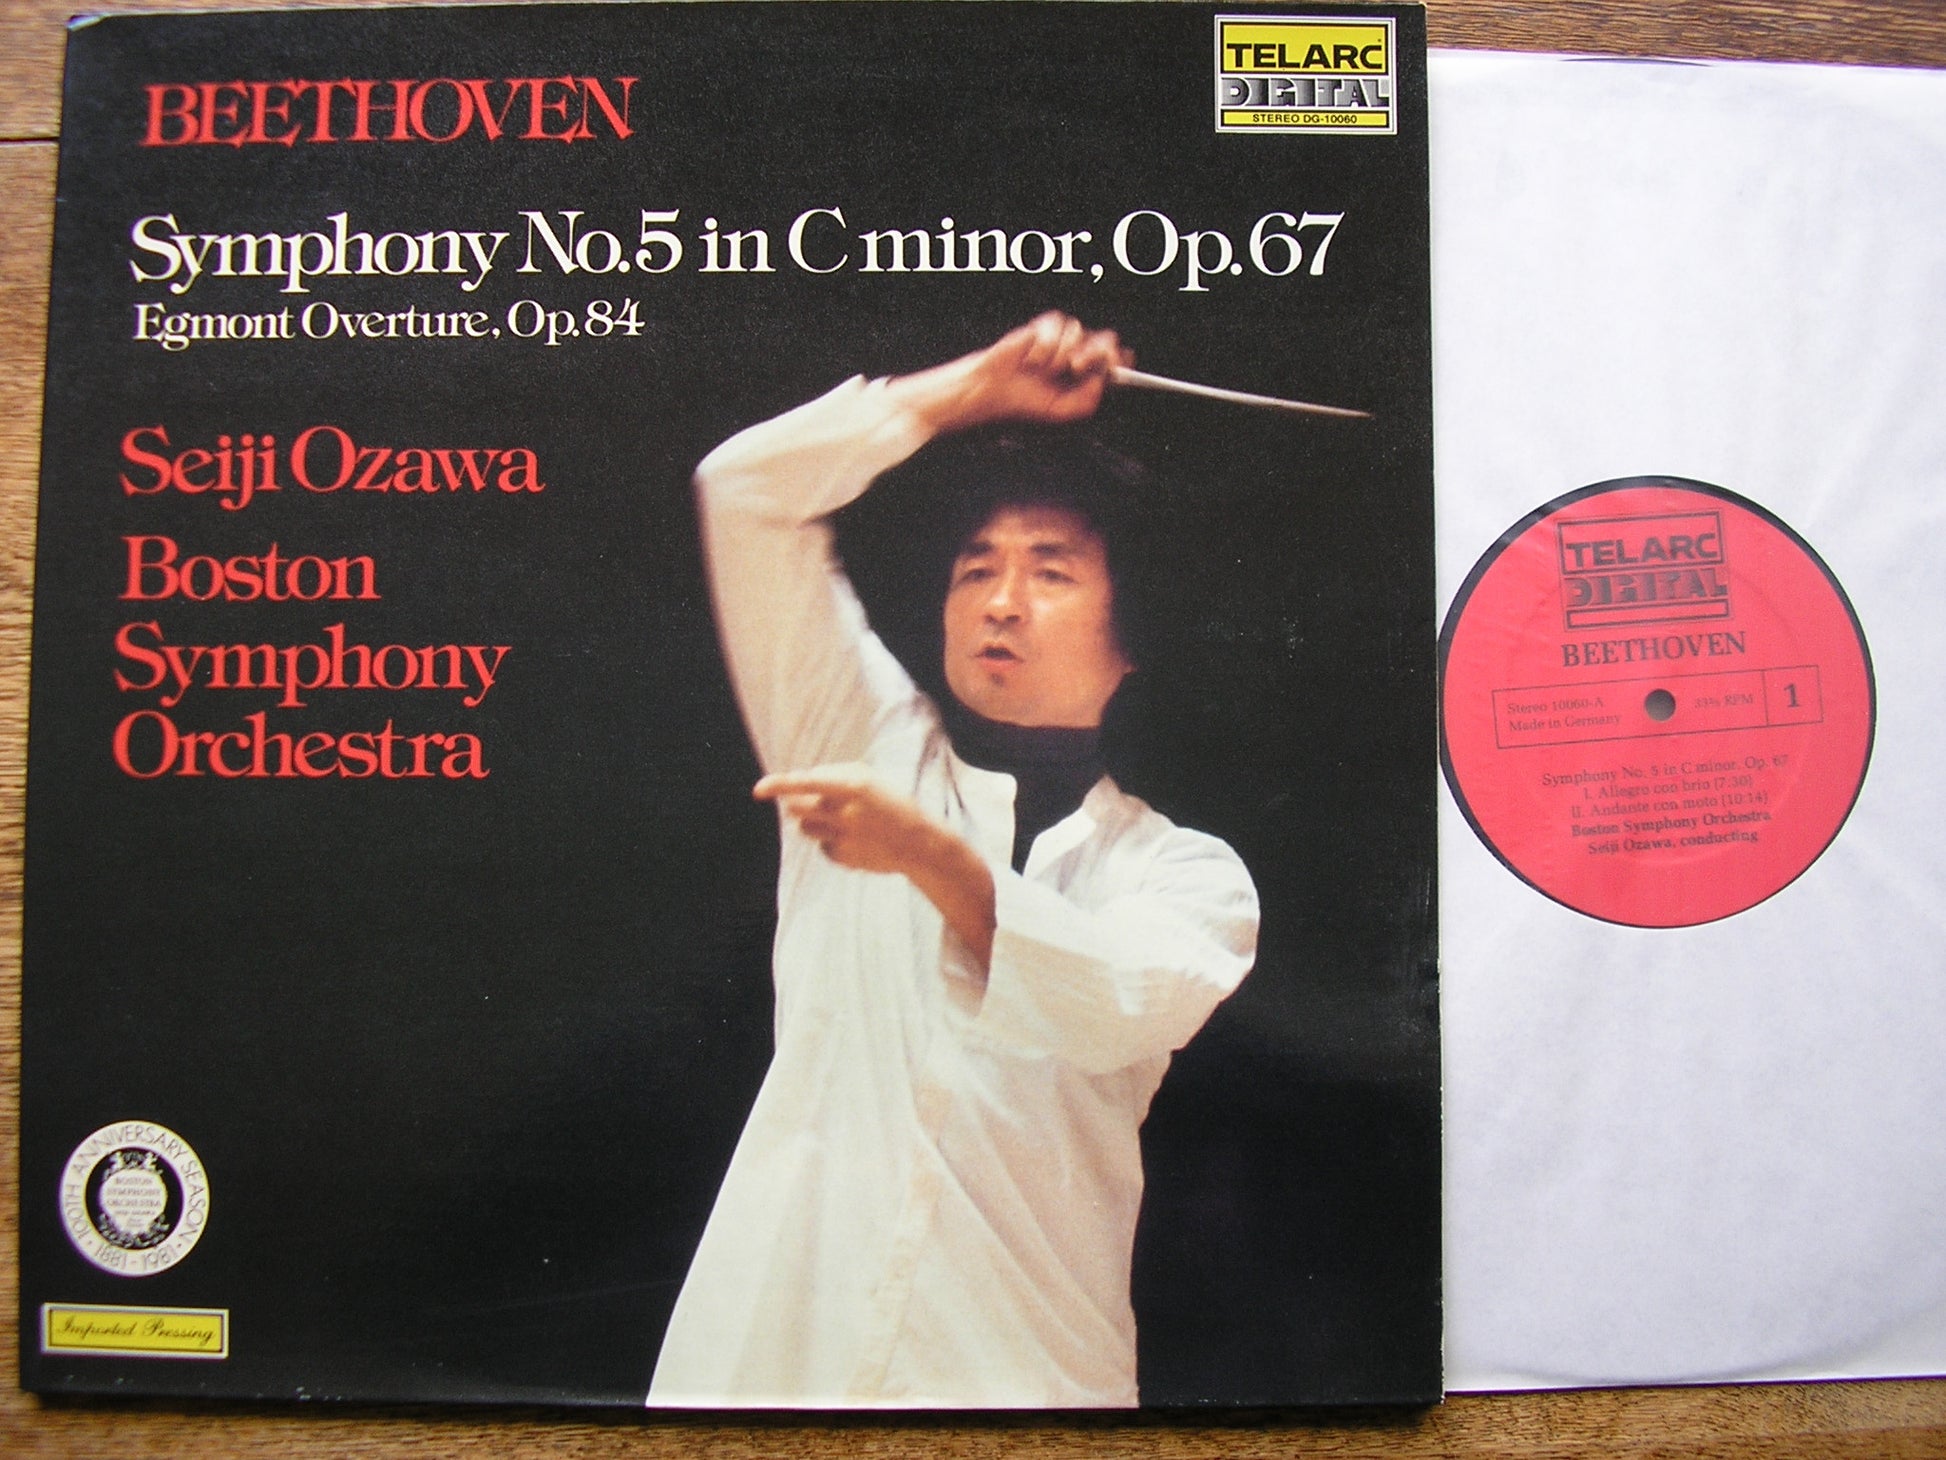 BEETHOVEN
TELARC
DIGITAL
STEREO DG-10060
Symphony No.5 in C minor, Op.67
Egmont Overture, Op.84
Seiji Ozawa
Boston
Symphony
Orchestra
100TH ANNIVERSARY SEASON
1881-1981
BOSTON
SYMPHONY
ORCHESTRA
Imported Pressing
TELARC
DIGITAL
BEETHOVEN
Stereo 10060-A
Made in Germany
33⅓ RPM
1
Symphony No. 5 in C minor, Op. 67
I. Allegro con brio (7:30)
II. Andante con moto (10:14)
Boston Symphony Orchestra
Seiji Ozawa, conducting